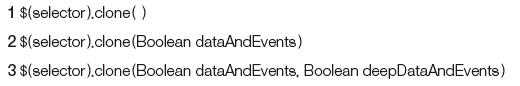 1 $(selector).clone( )
2 $(selector).clone(Boolean dataAndEvents)
3 $(selector).clone(Boolean dataAndEvents, Boolean deepDataAndEvents)